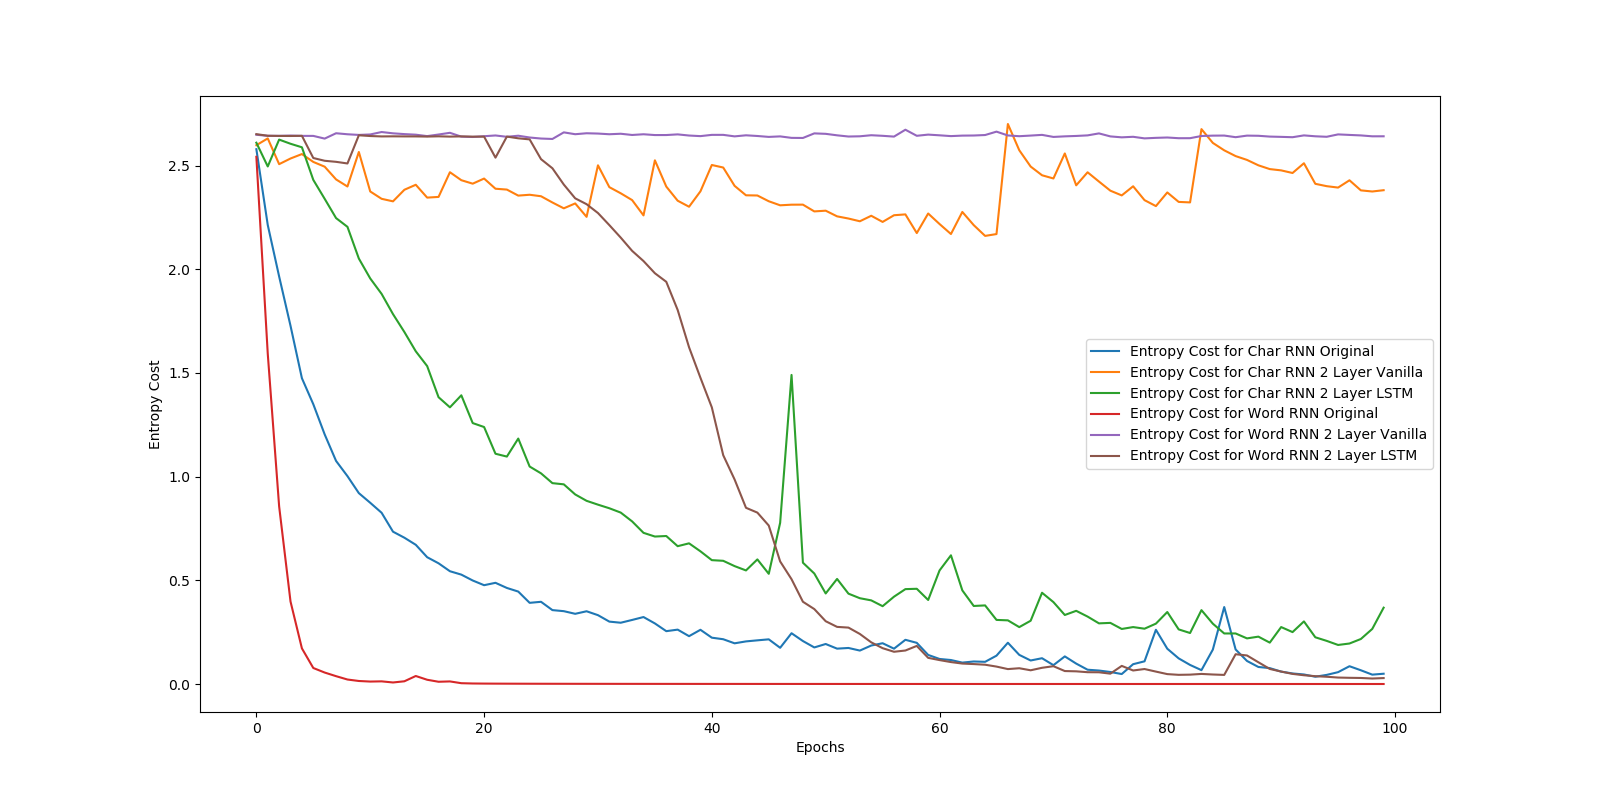 2.5
2.0
1.5
1.0
0.5
0.0
Entropy Cost
0 20 40 60 80 100
Epochs
Entropy Cost for Char RNN Original
Entropy Cost for Char RNN 2 Layer Vanilla
Entropy Cost for Char RNN 2 Layer LSTM
Entropy Cost for Word RNN Original
Entropy Cost for Word RNN 2 Layer Vanilla
Entropy Cost for Word RNN 2 Layer LSTM